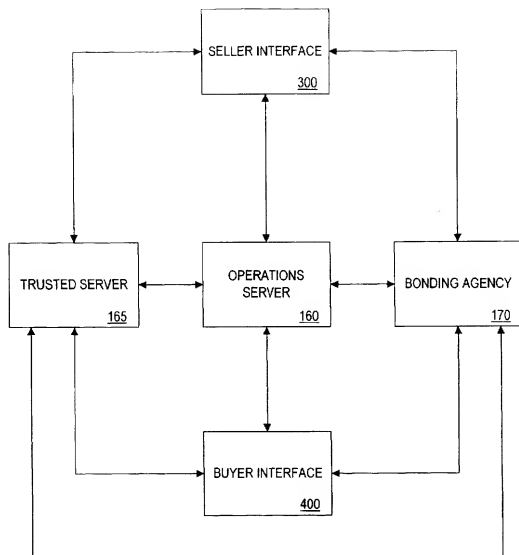 SELLER INTERFACE
300
TRUSTED SERVER
165
OPERATIONS
SERVER
160
BONDING AGENCY
170
BUYER INTERFACE
400